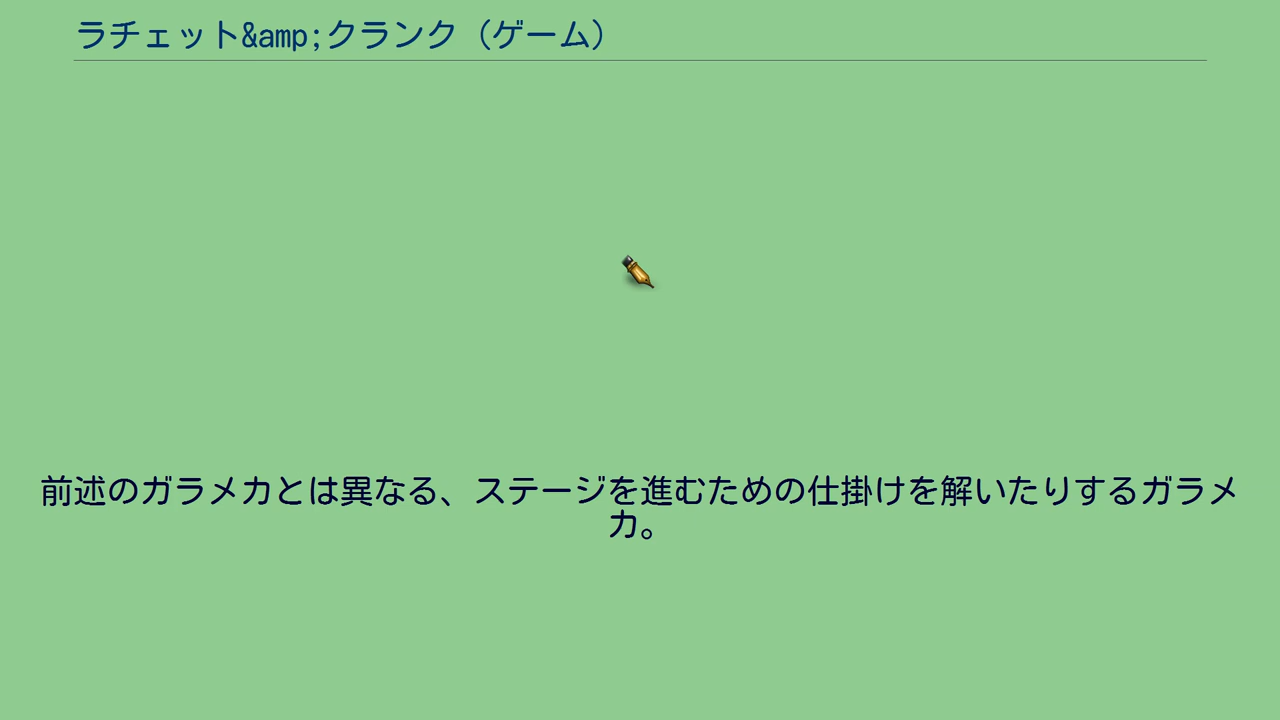 ラチェット&amp;クランク（ゲーム）
前述のガラメカとは異なる、ステージを進むための仕掛けを解いたりするガラメ
カ。